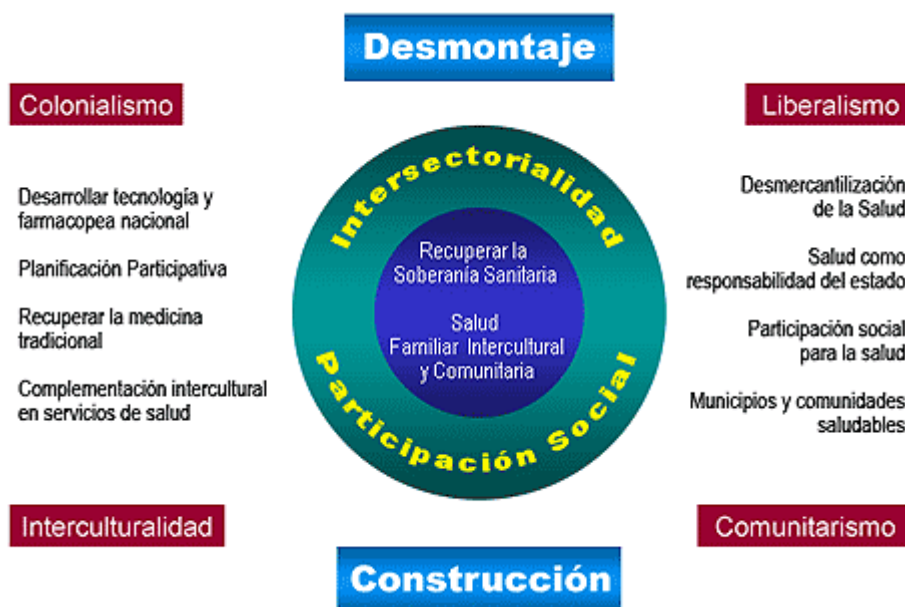 Desmontaje
Colonialismo
Liberalismo
Desarrollar tecnología y
farmacopea nacional
Planificación Participativa
Recuperar la medicina
tradicional
Complementación intercultural
en servicios de salud
Intersectorialidad
Recuperar la
Soberanía Sanitaria
Salud
Familiar Intercultural
y Comunitaria
Participación Social
Desmercantilización
de la Salud
Salud como
responsabilidad del estado
Participación social
para la salud
Municipios y comunidades
saludables
Interculturalidad
Comunitarismo
Construcción